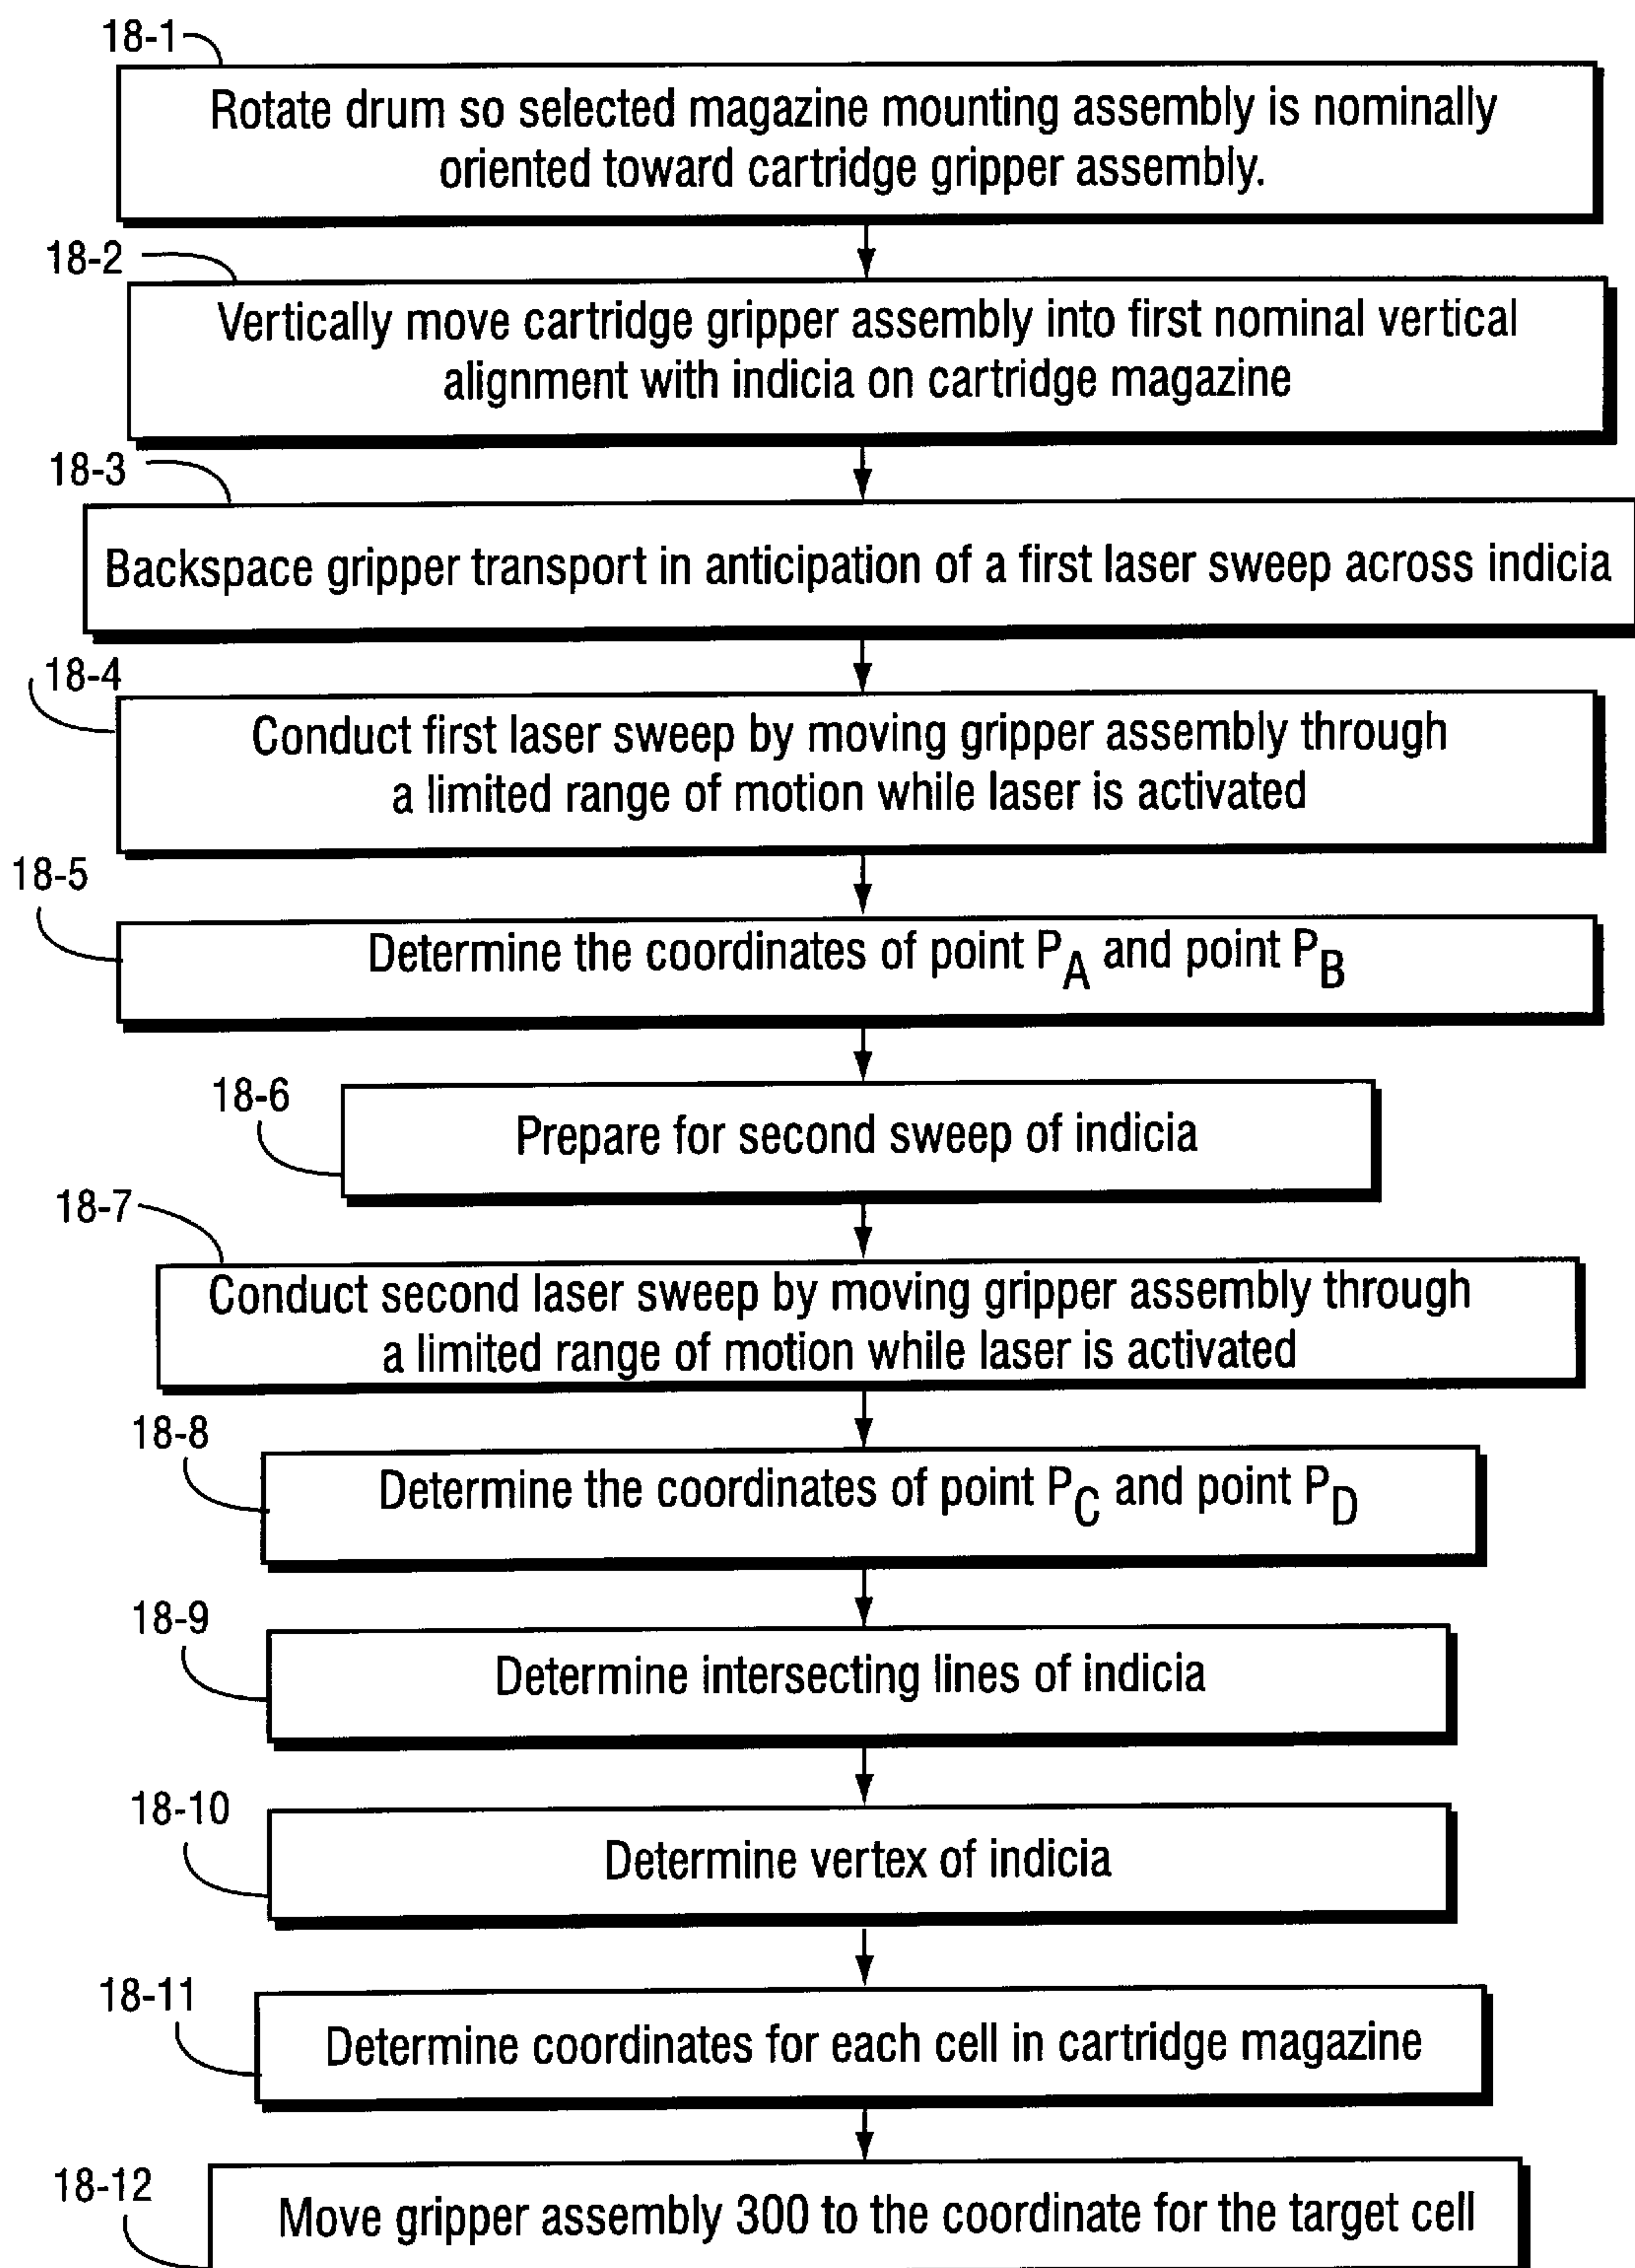 18-1
Rotate drum so selected magazine mounting assembly is nominally
oriented toward cartridge gripper assembly.
18-2
Vertically move cartridge gripper assembly into first nominal vertical
alignment with indicia on cartridge magazine
18-3
Backspace gripper transport in anticipation of a first laser sweep across indicia
18-4
Conduct first laser sweep by moving gripper assembly through
a limited range of motion while laser is activated
18-5
Determine the coordinates of point PA and point PB
18-6
Prepare for second sweep of indicia
18-7
Conduct second laser sweep by moving gripper assembly through
a limited range of motion while laser is activated
18-8
Determine the coordinates of point PC and point PD
18-9
Determine intersecting lines of indicia
18-10
Determine vertex of indicia
18-11
Determine coordinates for each cell in cartridge magazine
18-12
Move gripper assembly 300 to the coordinate for the target cell